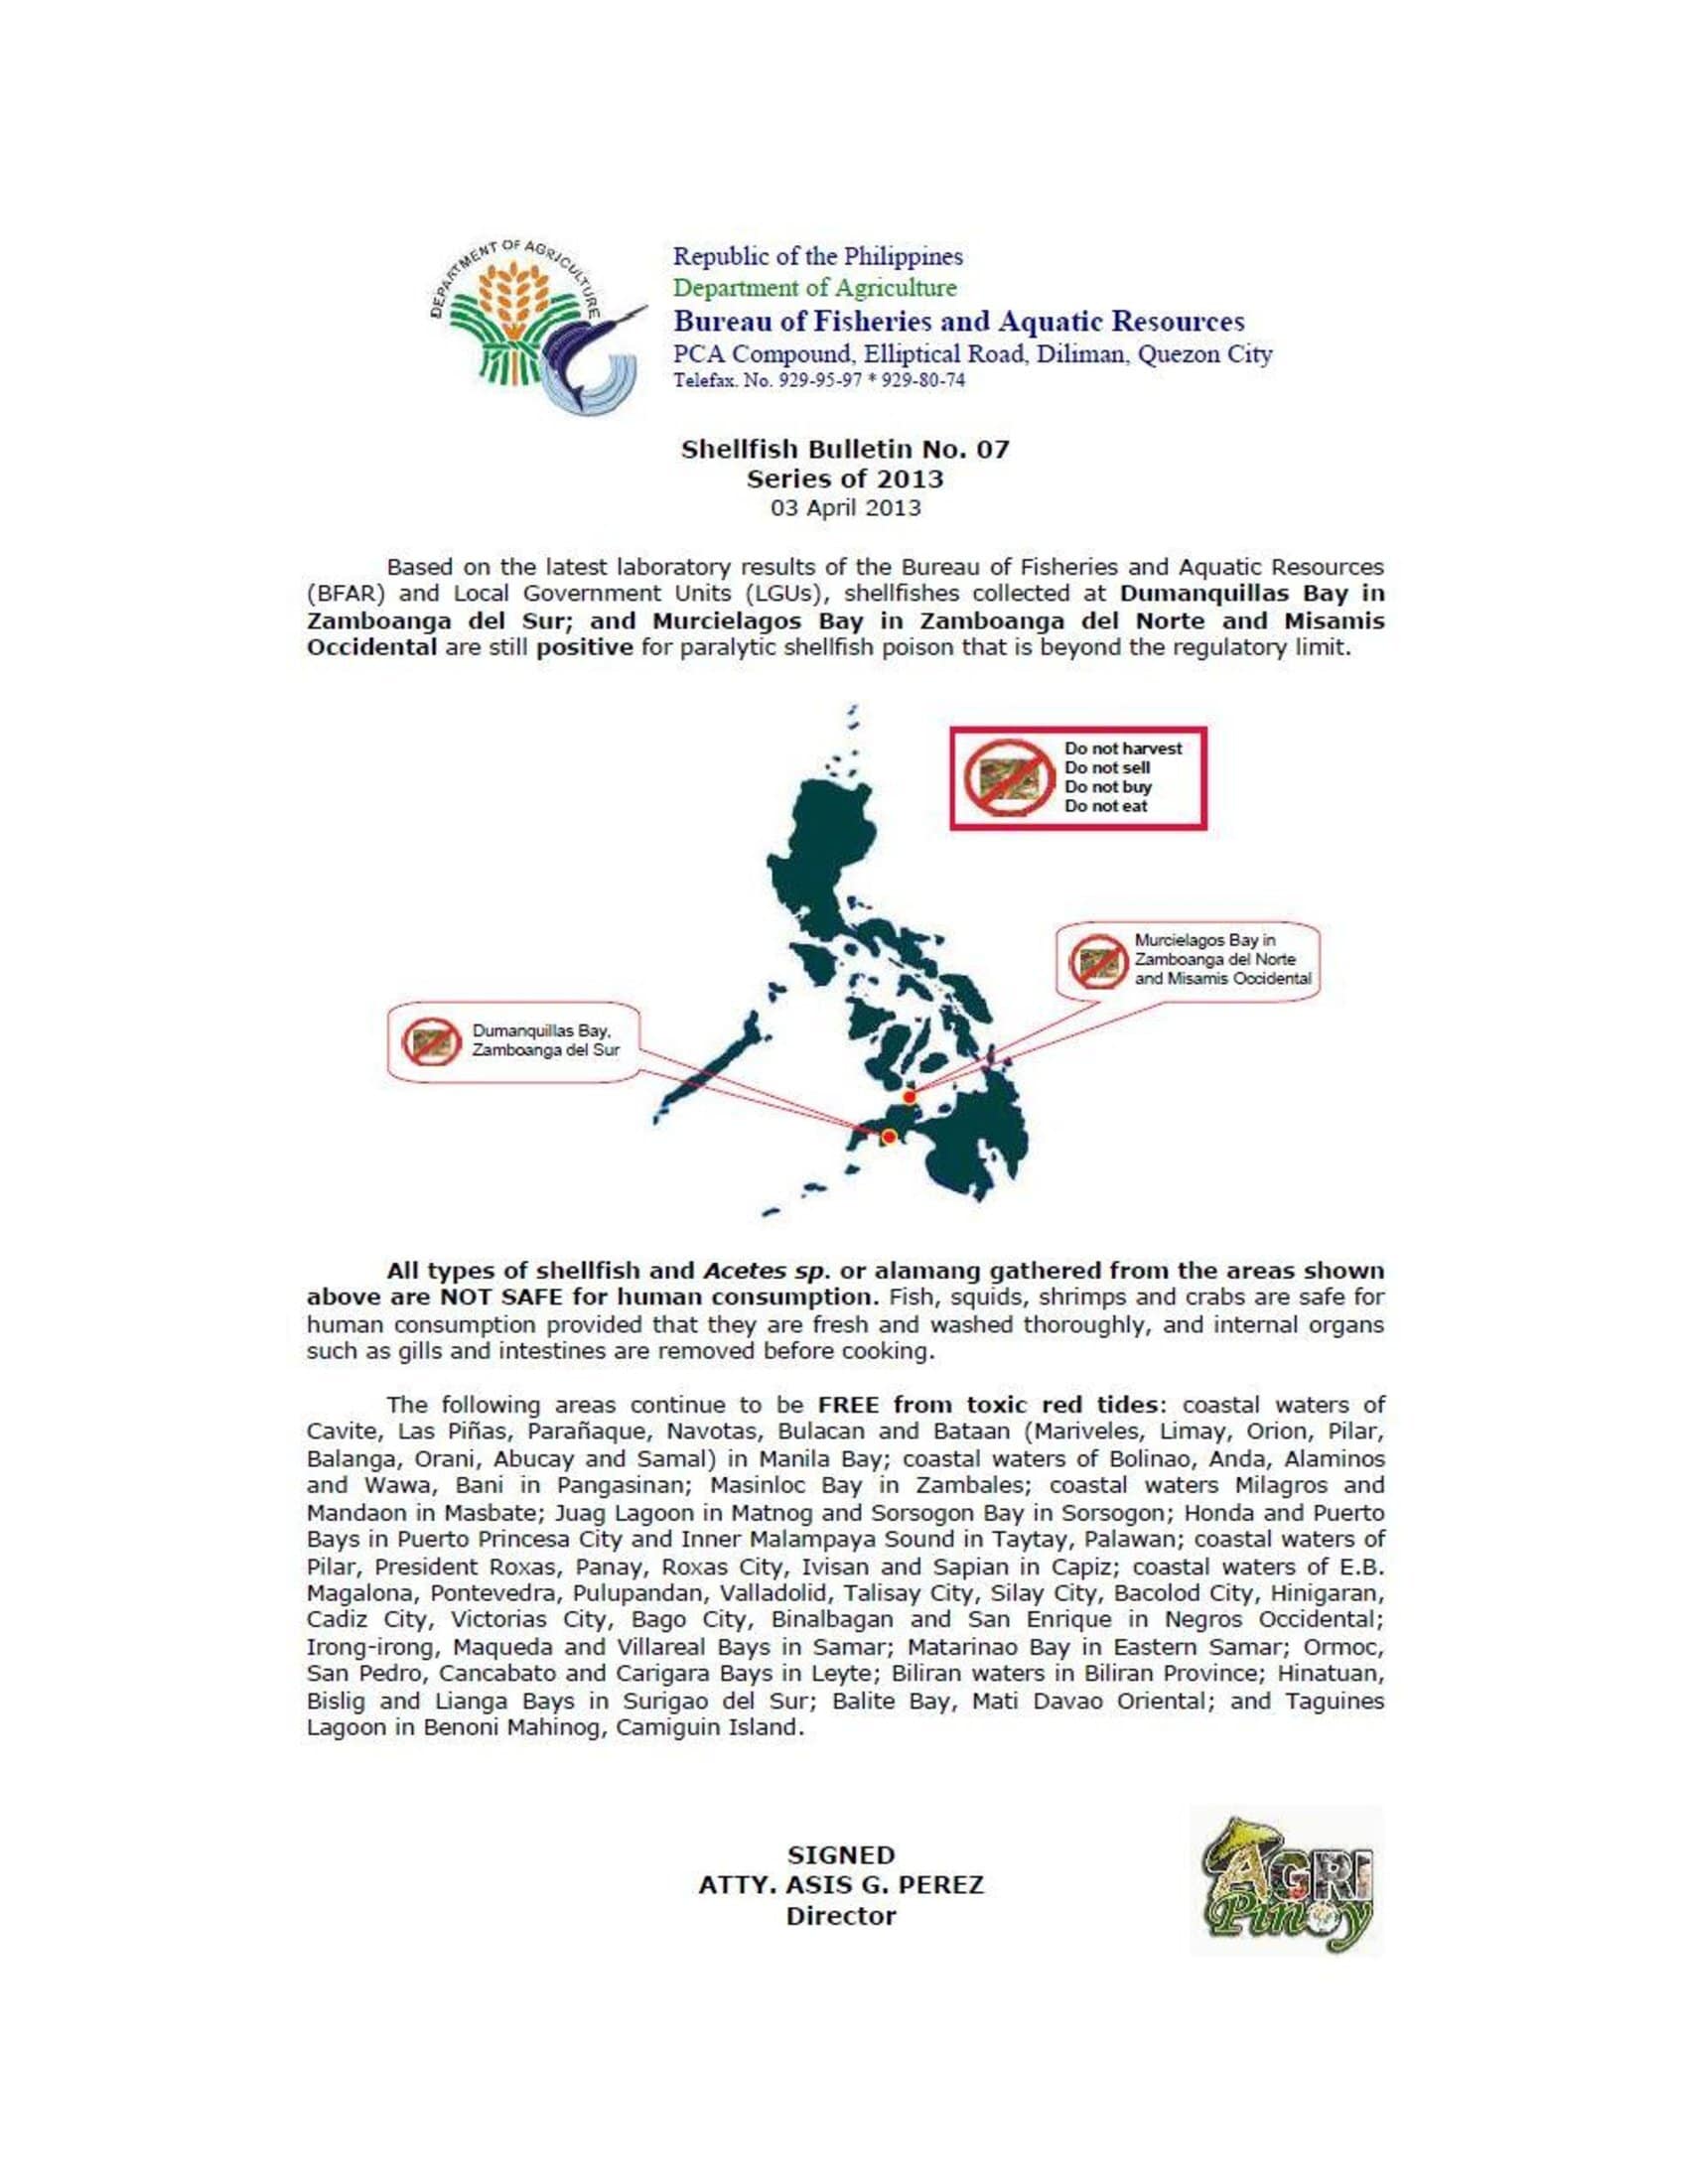 DEPARTMENT OF AGRICULTURE
Republic of the Philippines
Department of Agriculture
Bureau of Fisheries and Aquatic Resources
PCA Compound, Elliptical Road, Diliman, Quezon City
Telefax. No. 929-95-97 * 929-80-74
Shellfish Bulletin No. 07
Series of 2013
03 April 2013
Based on the latest laboratory results of the Bureau of Fisheries and Aquatic Resources
(BFAR) and Local Government Units (LGUs), shellfishes collected at Dumanquillas Bay in
Zamboanga del Sur; and Murcielagos Bay in Zamboanga del Norte and Misamis
Occidental are still positive for paralytic shellfish poison that is beyond the regulatory limit.
Do not harvest
Do not sell
Do not buy
Do not eat
Murcielagos Bay in
Zamboanga del Norte
and Misamis Occidental
Dumanquillas Bay,
Zamboanga del Sur
All types of shellfish and Acetes sp. or alamang gathered from the areas shown
above are NOT SAFE for human consumption. Fish, squids, shrimps and crabs are safe for
human consumption provided that they are fresh and washed thoroughly, and internal organs
such as gills and intestines are removed before cooking.
The following areas continue to be FREE from toxic red tides: coastal waters of
Cavite, Las Piñas, Parañaque, Navotas, Bulacan and Bataan (Mariveles, Limay, Orion, Pilar,
Balanga, Orani, Abucay and Samal) in Manila Bay; coastal waters of Bolinao, Anda, Alaminos
and Wawa, Bani in Pangasinan; Masinloc Bay in Zambales; coastal waters Milagros and
Mandaon in Masbate; Juag Lagoon in Matnog and Sorsogon Bay in Sorsogon; Honda and Puerto
Bays in Puerto Princesa City and Inner Malampaya Sound in Taytay, Palawan; coastal waters of
Pilar, President Roxas, Panay, Roxas City, Ivisan and Sapian in Capiz; coastal waters of E.B.
Magalona, Pontevedra, Pulupandan, Valladolid, Talisay City, Silay City, Bacolod City, Hinigaran,
Cadiz City, Victorias City, Bago City, Binalbagan and San Enrique in Negros Occidental;
Irong-irong, Maqueda and Villareal Bays in Samar; Matarinao Bay in Eastern Samar; Ormoc,
San Pedro, Cancabato and Carigara Bays in Leyte; Biliran waters in Biliran Province; Hinatuan,
Bislig and Lianga Bays in Surigao del Sur; Balite Bay, Mati Davao Oriental; and Taguines
Lagoon in Benoni Mahinog, Camiguin Island.
SIGNED
ATTY. ASIS G. PEREZ
Director
AGRI
Pinoy